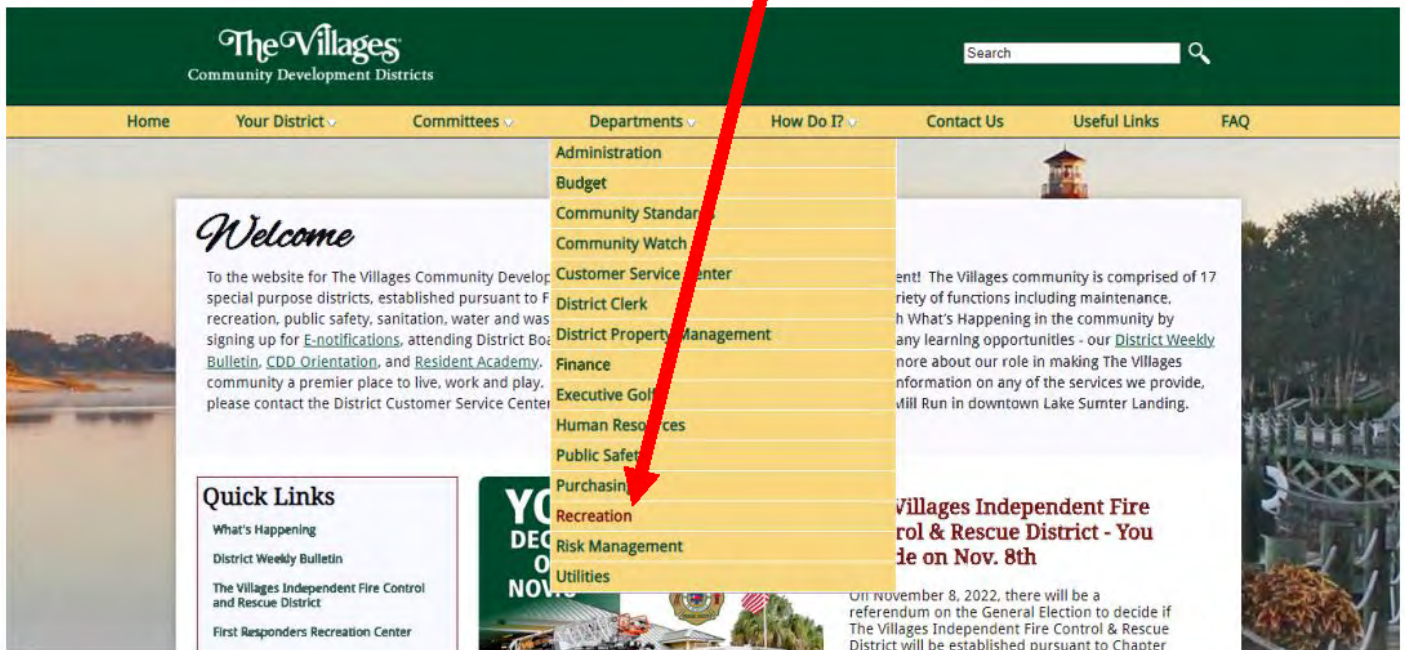 The Villages
Community Development Districts
Search
Home Your District Committees Departments How Do I? Contact Us Useful Links FAQ
Administration
Budget
Community Standards
Community Watch
Customer Service Center
District Clerk
District Property Management
Finance
Executive Golf
Human Resources
Public Safety
Purchasing
Recreation
Risk Management
Utilities
Welcome
To the website for The Villages Community Develop ent! The Villages community is comprised of 17
special purpose districts, established pursuant to F riety of functions including maintenance,
recreation, public safety, sanitation, water and was h What's Happening in the community by
signing up for E-notifications, attending District Boa any learning opportunities - our District Weekly
Bulletin, CDD Orientation, and Resident Academy. more about our role in making The Villages
community a premier place to live, work and play. nformation on any of the services we provide,
please contact the District Customer Service Center Mill Run in downtown Lake Sumter Landing.
Quick Links
What's Happening
District Weekly Bulletin
The Villages Independent Fire Control
and Rescue District
First Responders Recreation Center
YO
DEC
O
NOV
Villages Independent Fire
rol & Rescue District - You
de on Nov. 8th
On November 8, 2022, there will be a
referendum on the General Election to decide if
The Villages Independent Fire Control & Rescue
District will be established pursuant to Chapter